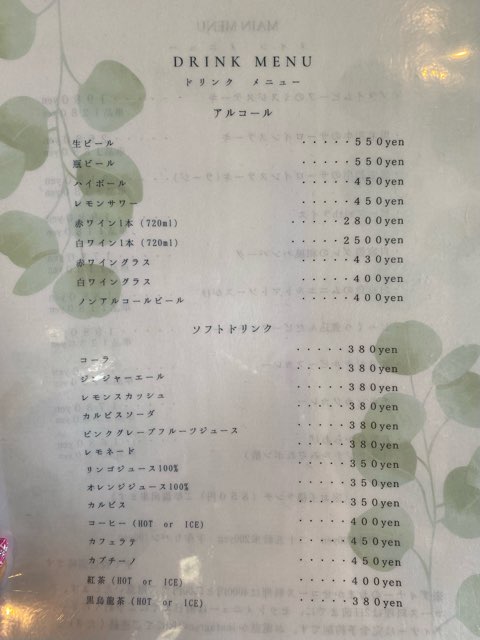 DRINK MENU
ドリンク メニュー
アルコール
生ビール ・・・・・550yen
瓶ビール ・・・・・550yen
ハイボール ・・・・・450yen
レモンサワー ・・・・・450yen
赤ワイン1本 (720ml) ・・・・・2800yen
白ワイン1本 (720ml) ・・・・・2500yen
赤ワイングラス ・・・・・430yen
白ワイングラス ・・・・・400yen
ノンアルコールビール ・・・・・400yen
ソフトドリンク
コーラ ・・・・・380yen
ジンジャーエール ・・・・・380yen
レモンスカッシュ ・・・・・380yen
カルピスソーダ ・・・・・380yen
ピンクグレープフルーツジュース ・・・・・380yen
レモネード ・・・・・380yen
リンゴジュース100% ・・・・・350yen
オレンジジュース100% ・・・・・350yen
カルピス ・・・・・350yen
コーヒー (HOT or ICE) ・・・・・400yen
カフェラテ ・・・・・450yen
カプチーノ ・・・・・450yen
紅茶 (HOT or ICE) ・・・・・400yen
黒烏龍茶 (HOT or ICE) ・・・・・380yen